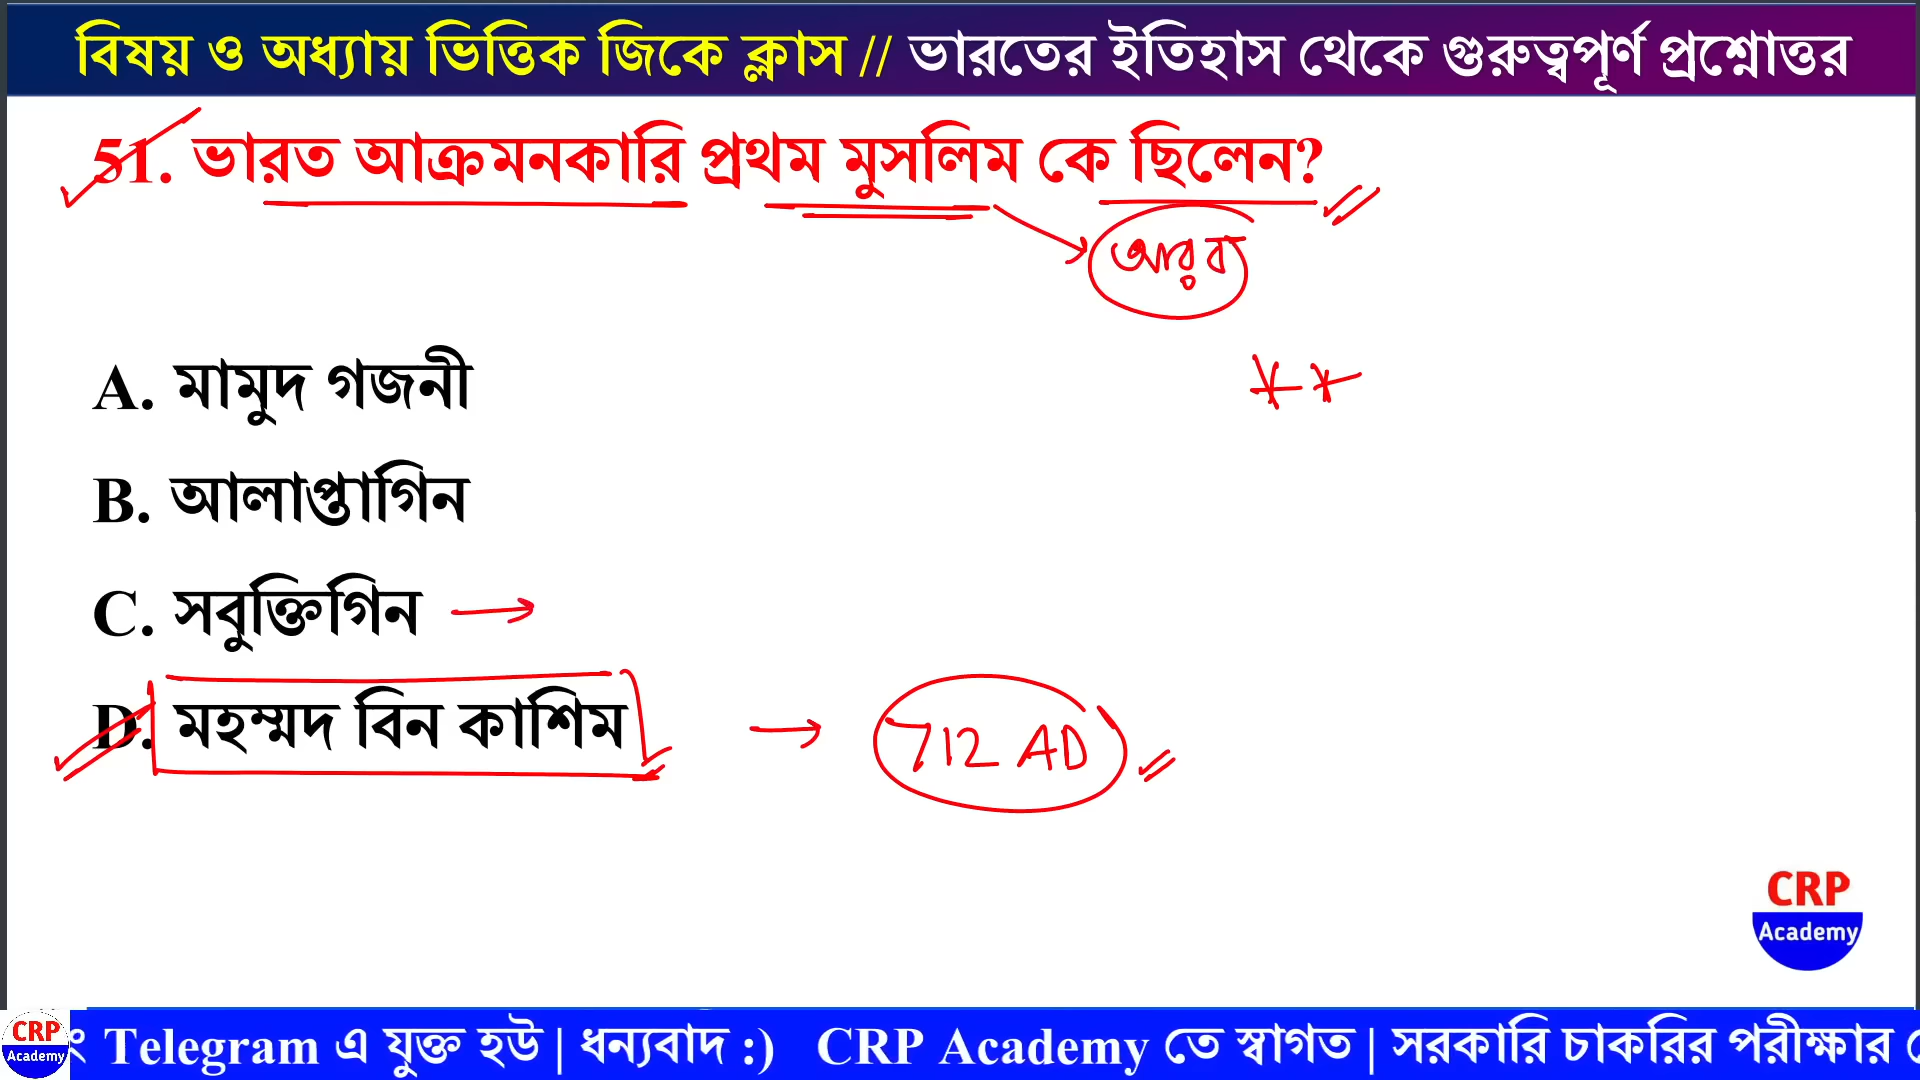 বিষয় ও অধ্যায় ভিত্তিক জিকে ক্লাস // ভারতের ইতিহাস থেকে গুরুত্বপূর্ণ প্রশ্নোত্তর
51. ভারত আক্রমনকারি প্রথম মুসলিম কে ছিলেন?
আরব্য
A. মামুদ গজনী
B. আলাপ্তাগিন
C. সবুক্তিগিন
D. মহম্মদ বিন কাশিম
712 AD
CRP
Academy
CRP
Academy
ং Telegram এ যুক্ত হউ | ধন্যবাদ :) CRP Academy তে স্বাগত | সরকারি চাকরির পরীক্ষার